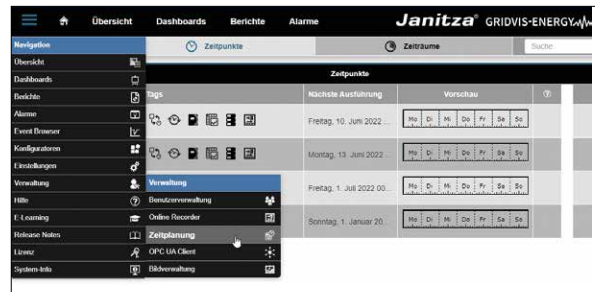 Übersicht Dashboards Berichte Alarme Janitza® GRIDVIS-ENERGY
Navigation Zeitpunkte Zeiträume Suche
Übersicht
Zeitpunkte
Dashboards
Berichte Tags Nächste Ausführung Vorschau
Alarme Freitag, 10. Juni 2022 ... Mo Di Mi Do Fr Sa So
Event Browser
Konfiguratoren Montag, 13. Juni 2022 ... Mo Di Mi Do Fr Sa So
Einstellungen
Verwaltung Verwaltung Freitag, 1. Juli 2022 00... Mo Di Mi Do Fr Sa So
Hilfe Benutzerverwaltung
E-Learning Online Recorder Sonntag, 1. Januar 20... Mo Di Mi Do Fr Sa So
Release Notes Zeitplanung
Lizenz OPC UA Client
System-Info Bildverwaltung